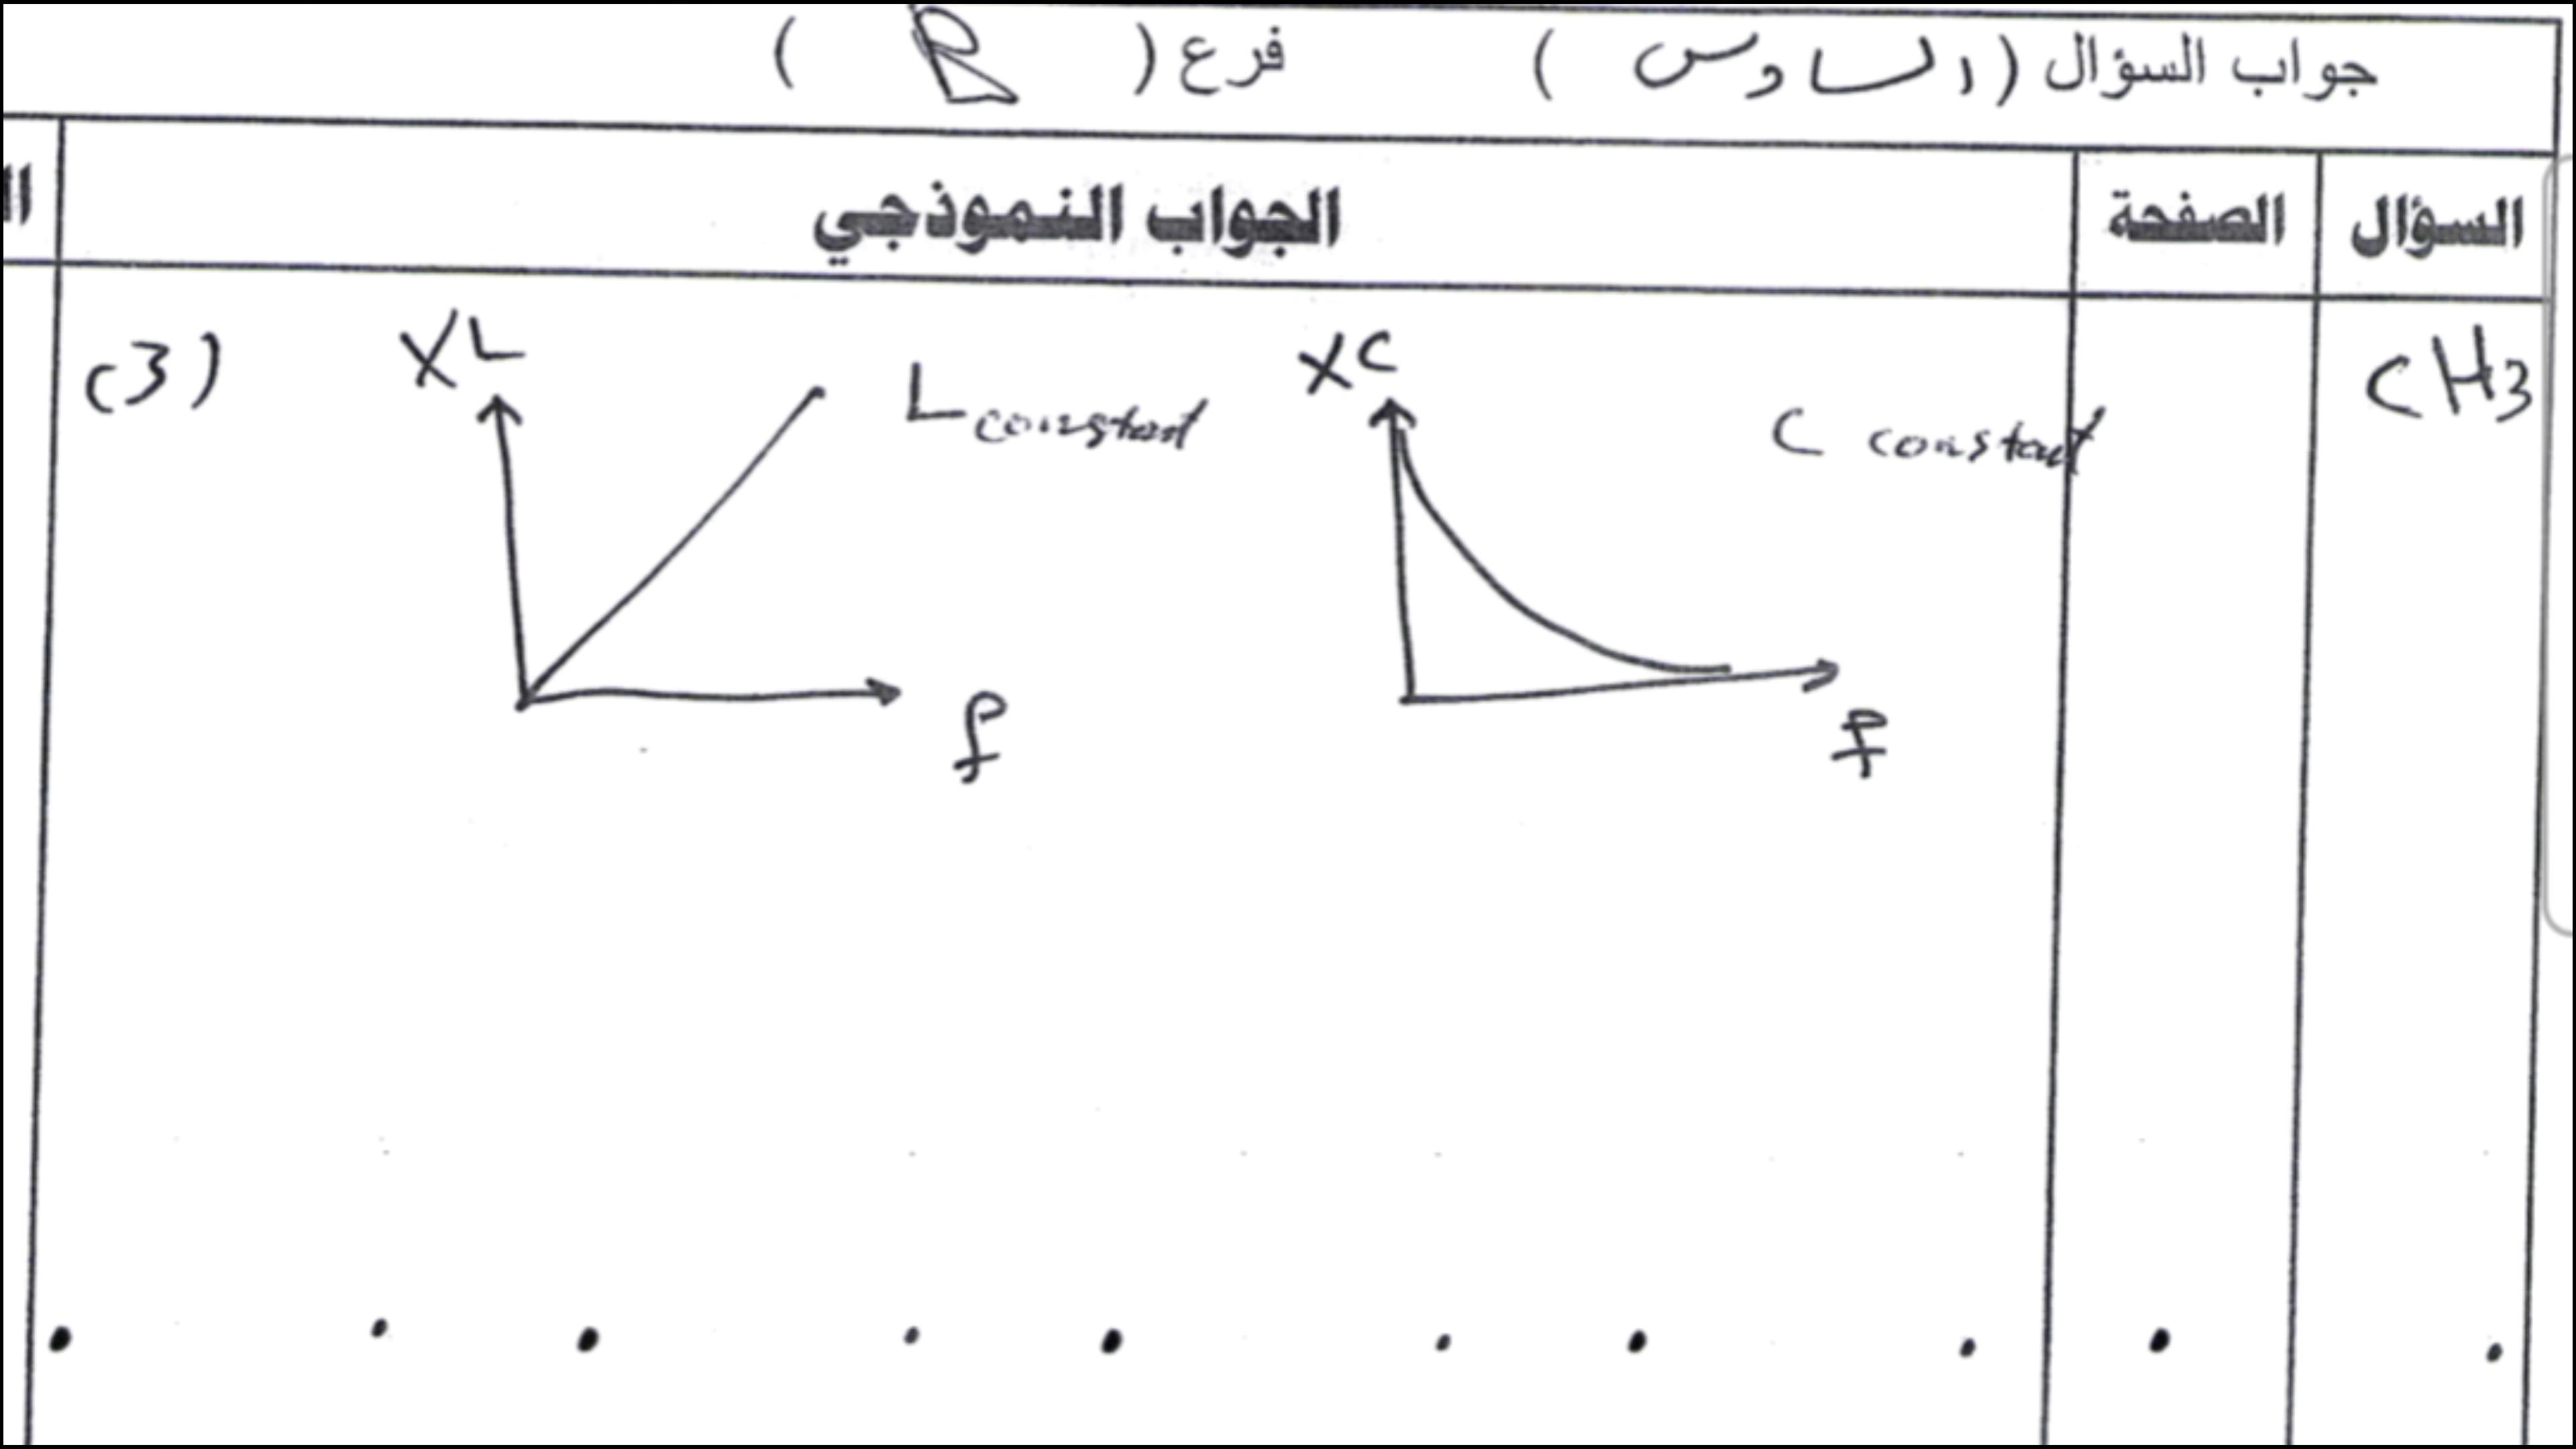 جواب السؤال ( السادس ) فرع ( B )
السؤال الصفحة الجواب النموذجي
CH3
(3) XL L constant XC C constant
f f